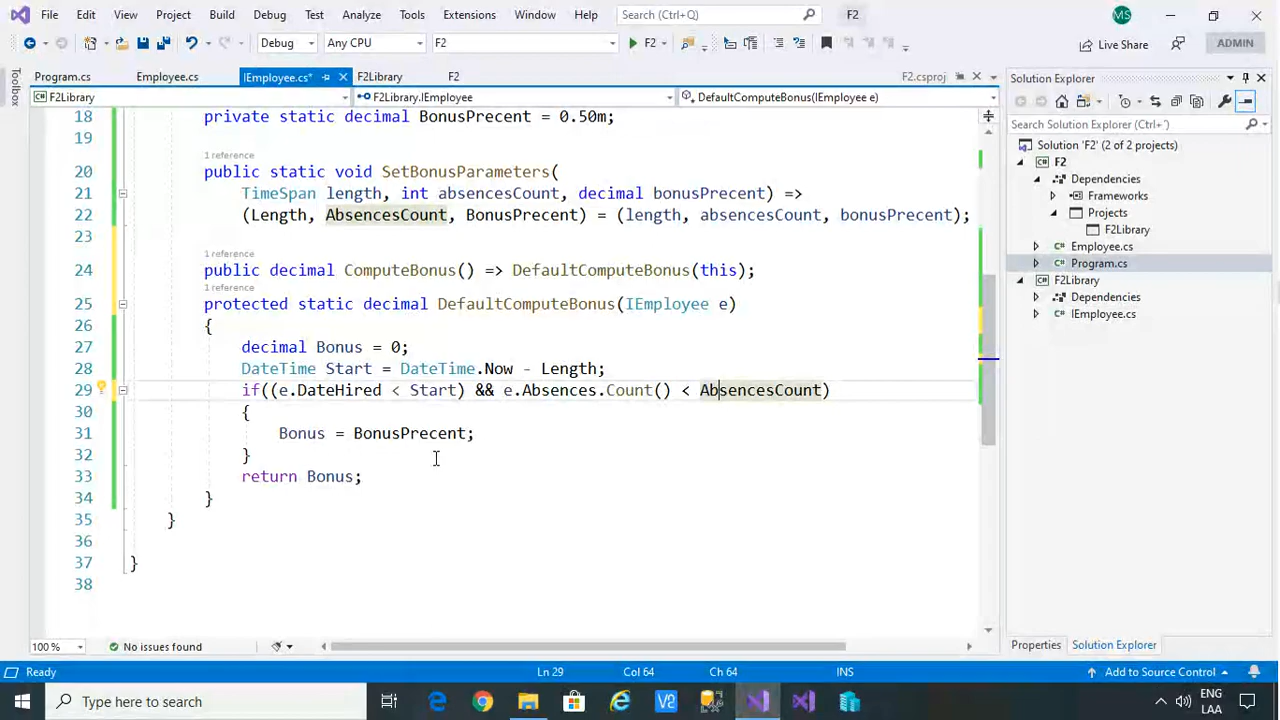 File Edit View Project Build Debug Test Analyze Tools Extensions Window Help Search (Ctrl+Q) F2 MS
Debug Any CPU F2 F2 Live Share ADMIN
Toolbox
Program.cs Employee.cs IEmployee.cs* F2Library F2 F2.csproj
F2Library F2Library.IEmployee DefaultComputeBonus(IEmployee e)
18 private static decimal BonusPrecent = 0.50m;
19
1 reference
20 public static void SetBonusParameters(
21 TimeSpan length, int absencesCount, decimal bonusPrecent) =>
22 (Length, AbsencesCount, BonusPrecent) = (length, absencesCount, bonusPrecent);
23
1 reference
24 public decimal ComputeBonus() => DefaultComputeBonus(this);
1 reference
25 protected static decimal DefaultComputeBonus(IEmployee e)
26 {
27 decimal Bonus = 0;
28 DateTime Start = DateTime.Now - Length;
29 if((e.DateHired < Start) && e.Absences.Count() < AbsencesCount)
30 {
31 Bonus = BonusPrecent;
32 }
33 return Bonus;
34 }
35 }
36
37 }
38
100 % No issues found
Solution Explorer
Search Solution Explorer (Ctrl+´)
Solution 'F2' (2 of 2 projects)
F2
Dependencies
Frameworks
Projects
F2Library
Employee.cs
Program.cs
F2Library
Dependencies
IEmployee.cs
Properties Solution Explorer
Ready Ln 29 Col 64 Ch 64 INS Add to Source Control
Type here to search ENG
LAA